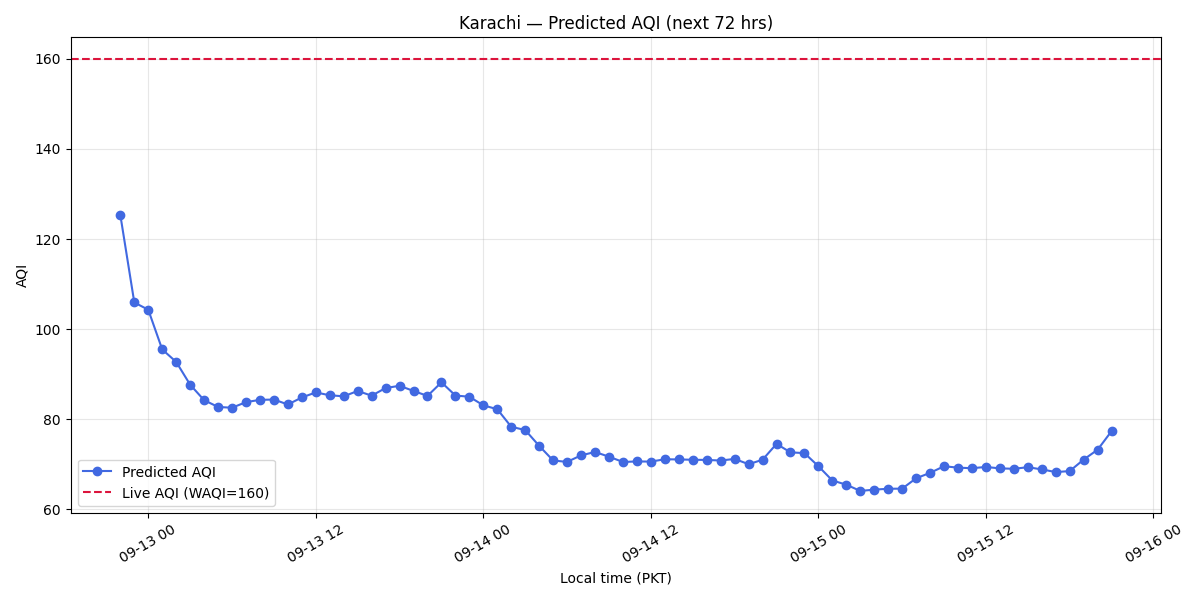 Karachi — Predicted AQI (next 72 hrs)
AQI
160
140
120
100
80
60
Predicted AQI
Live AQI (WAQI=160)
09-13 00
09-13 12
09-14 00
09-14 12
09-15 00
09-15 12
09-16 00
Local time (PKT)